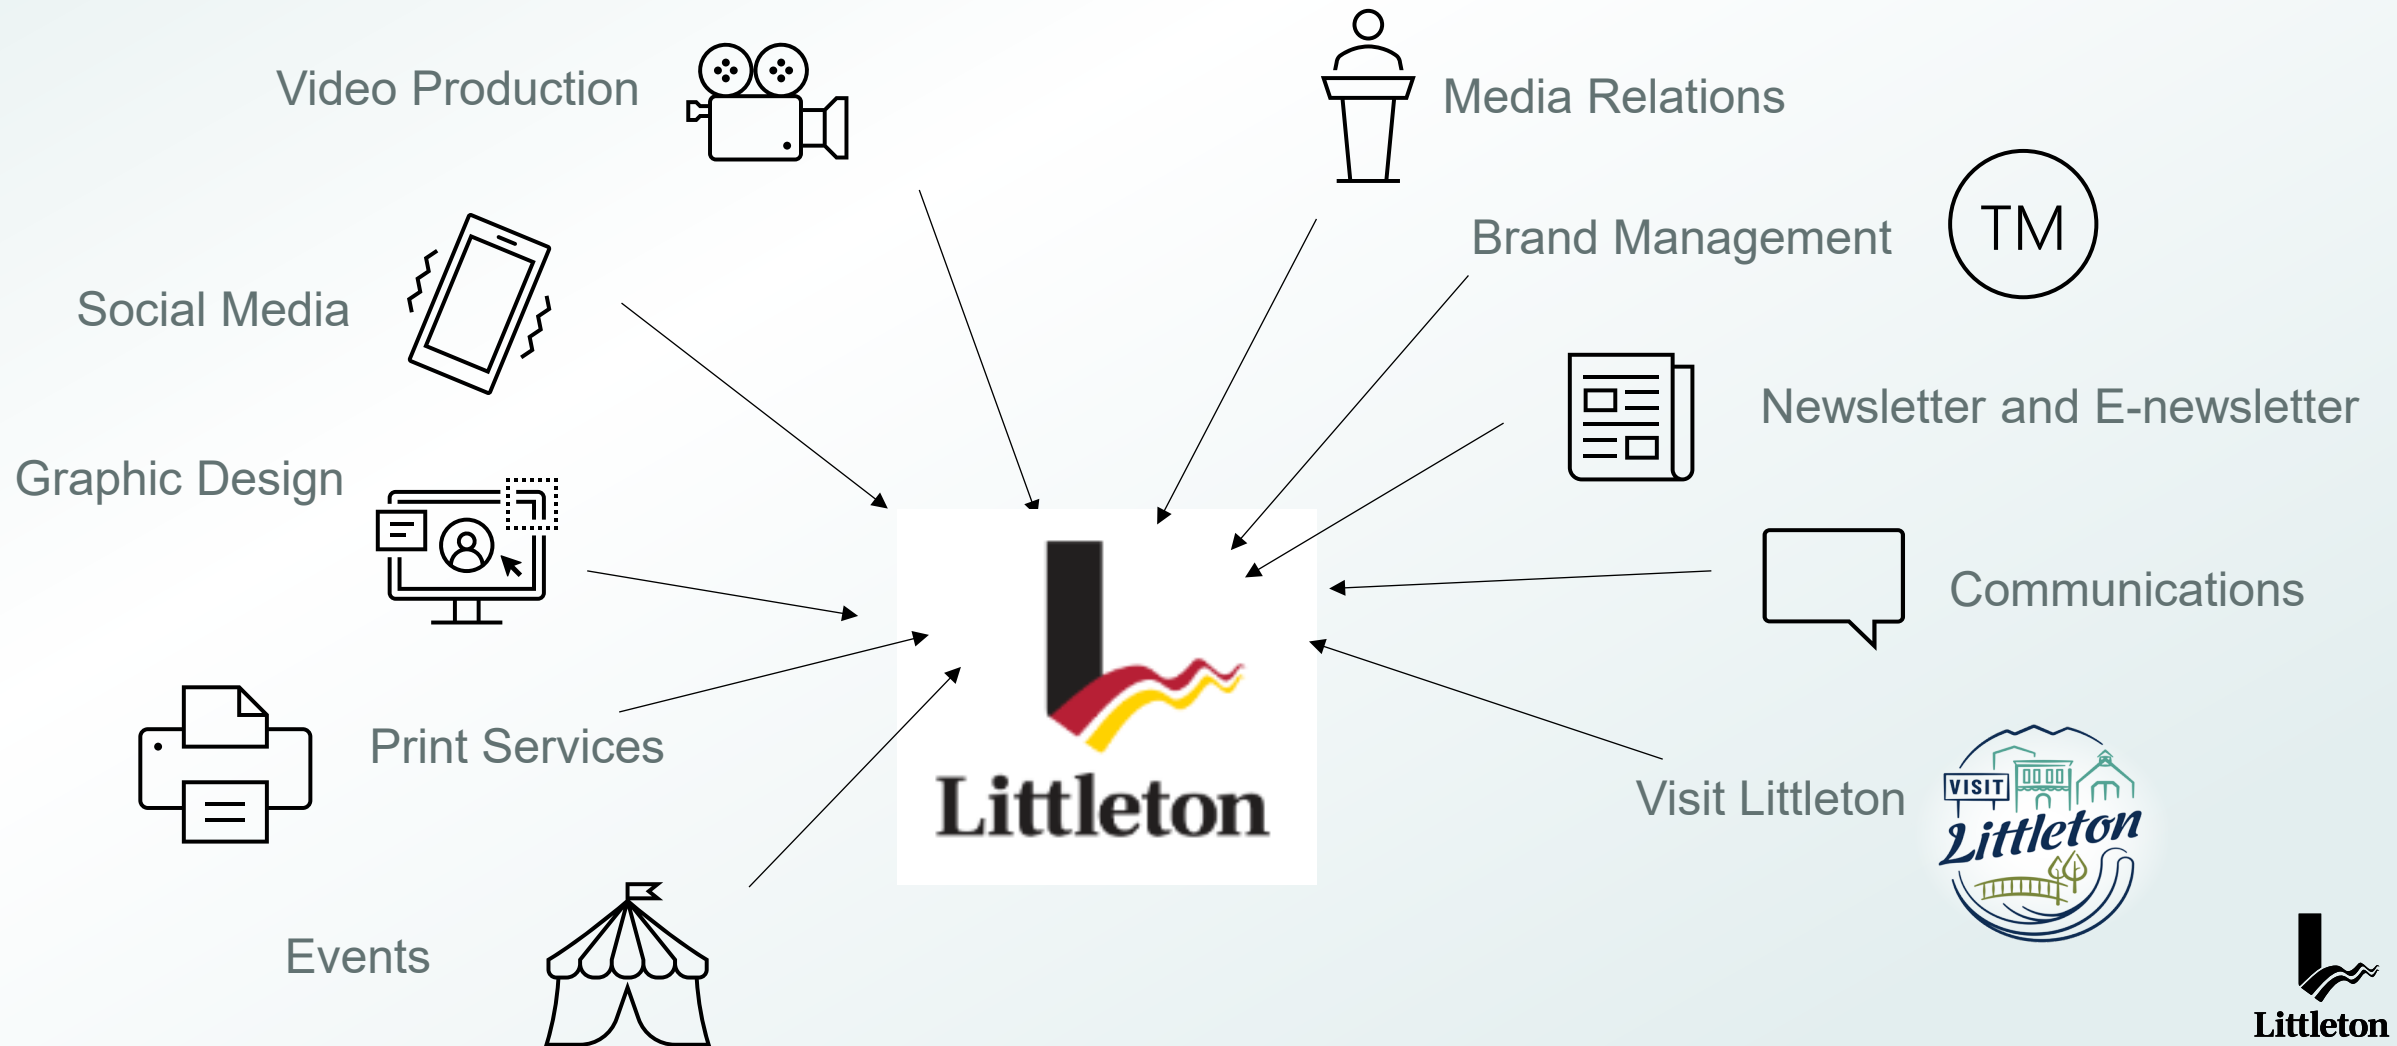 Video Production
Media Relations
TM
Brand Management
Social Media
Newsletter and E-newsletter
Graphic Design
Communications
Print Services
Littleton
Visit Littleton
VISIT
Littleton
Events
Littleton